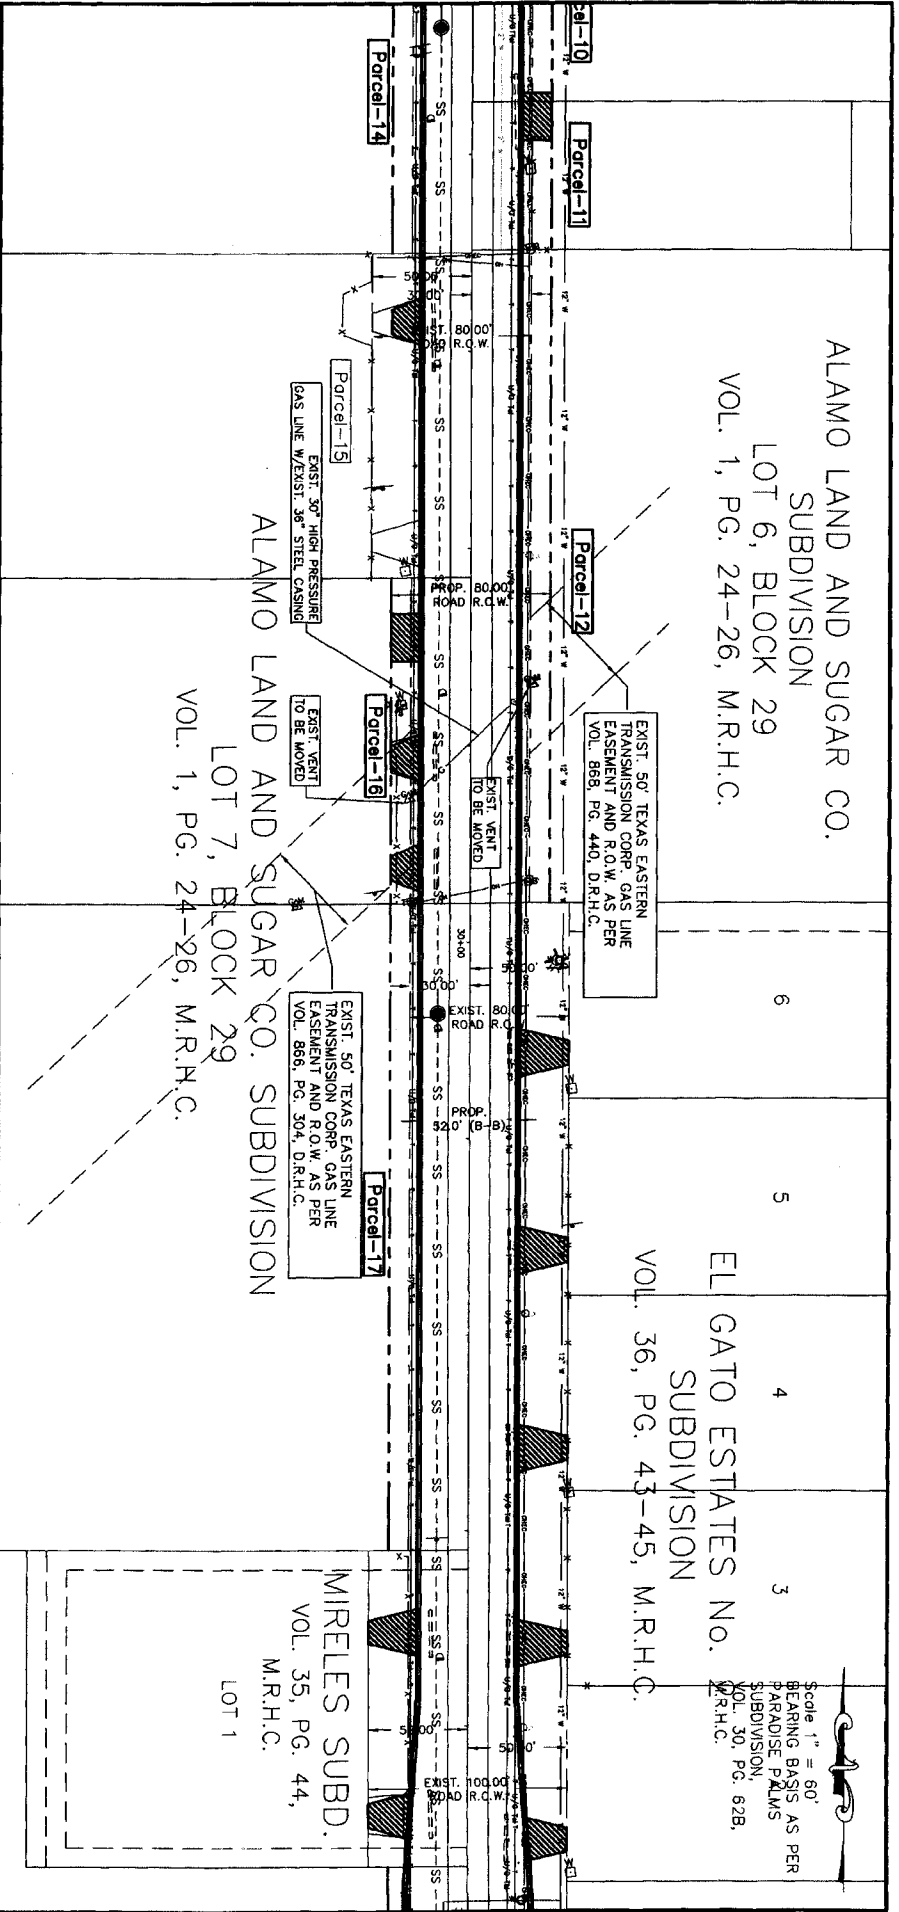 ALAMO LAND AND SUGAR CO.
SUBDIVISION
LOT 6, BLOCK 29
VOL. 1, PG. 24-26, M.R.H.C.
6
5
4
3
EL GATO ESTATES No.
SUBDIVISION
VOL. 36, PG. 43-45, M.R.H.C.
Scale 1" = 60'
BEARING BASIS AS PER
PARADISE PALMS
SUBDIVISION,
VOL. 30, PG. 62B,
M.R.H.C.
Parcel-11
Parcel-12
EXIST. 50' TEXAS EASTERN
TRANSMISSION CORP. GAS LINE
EASEMENT AND R.O.W. AS PER
VOL. 868, PG. 440, D.R.H.C.
EXIST. VENT
TO BE MOVED
PROP. 80.00'
ROAD R.O.W.
30+00
50.00'
30.00'
EXIST. 80.00'
ROAD R.O.
PROP.
52.0' (B-B)
50.00'
EXIST. 100.00'
ROAD R.O.W.
Parcel-14
Parcel-15
EXIST. 30" HIGH PRESSURE
GAS LINE W/EXIST. 36" STEEL CASING
EXIST. VENT
TO BE MOVED
Parcel-16
Parcel-17
EXIST. 50' TEXAS EASTERN
TRANSMISSION CORP. GAS LINE
EASEMENT AND R.O.W. AS PER
VOL. 866, PG. 304, D.R.H.C.
ALAMO LAND AND SUGAR CO. SUBDIVISION
LOT 7, BLOCK 29
VOL. 1, PG. 24-26, M.R.H.C.
MIRELES SUBD.
VOL. 35, PG. 44,
M.R.H.C.
LOT 1